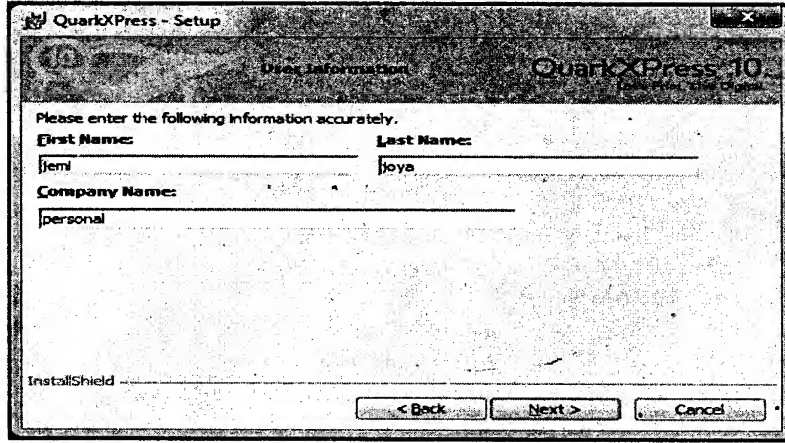 QuarkXPress - Setup
10
User Information
QuarkXPress 10
Please enter the following information accurately.
First Name:
Last Name:
jemi
joya
Company Name:
personal
InstallShield
< Back
Next >
Cancel